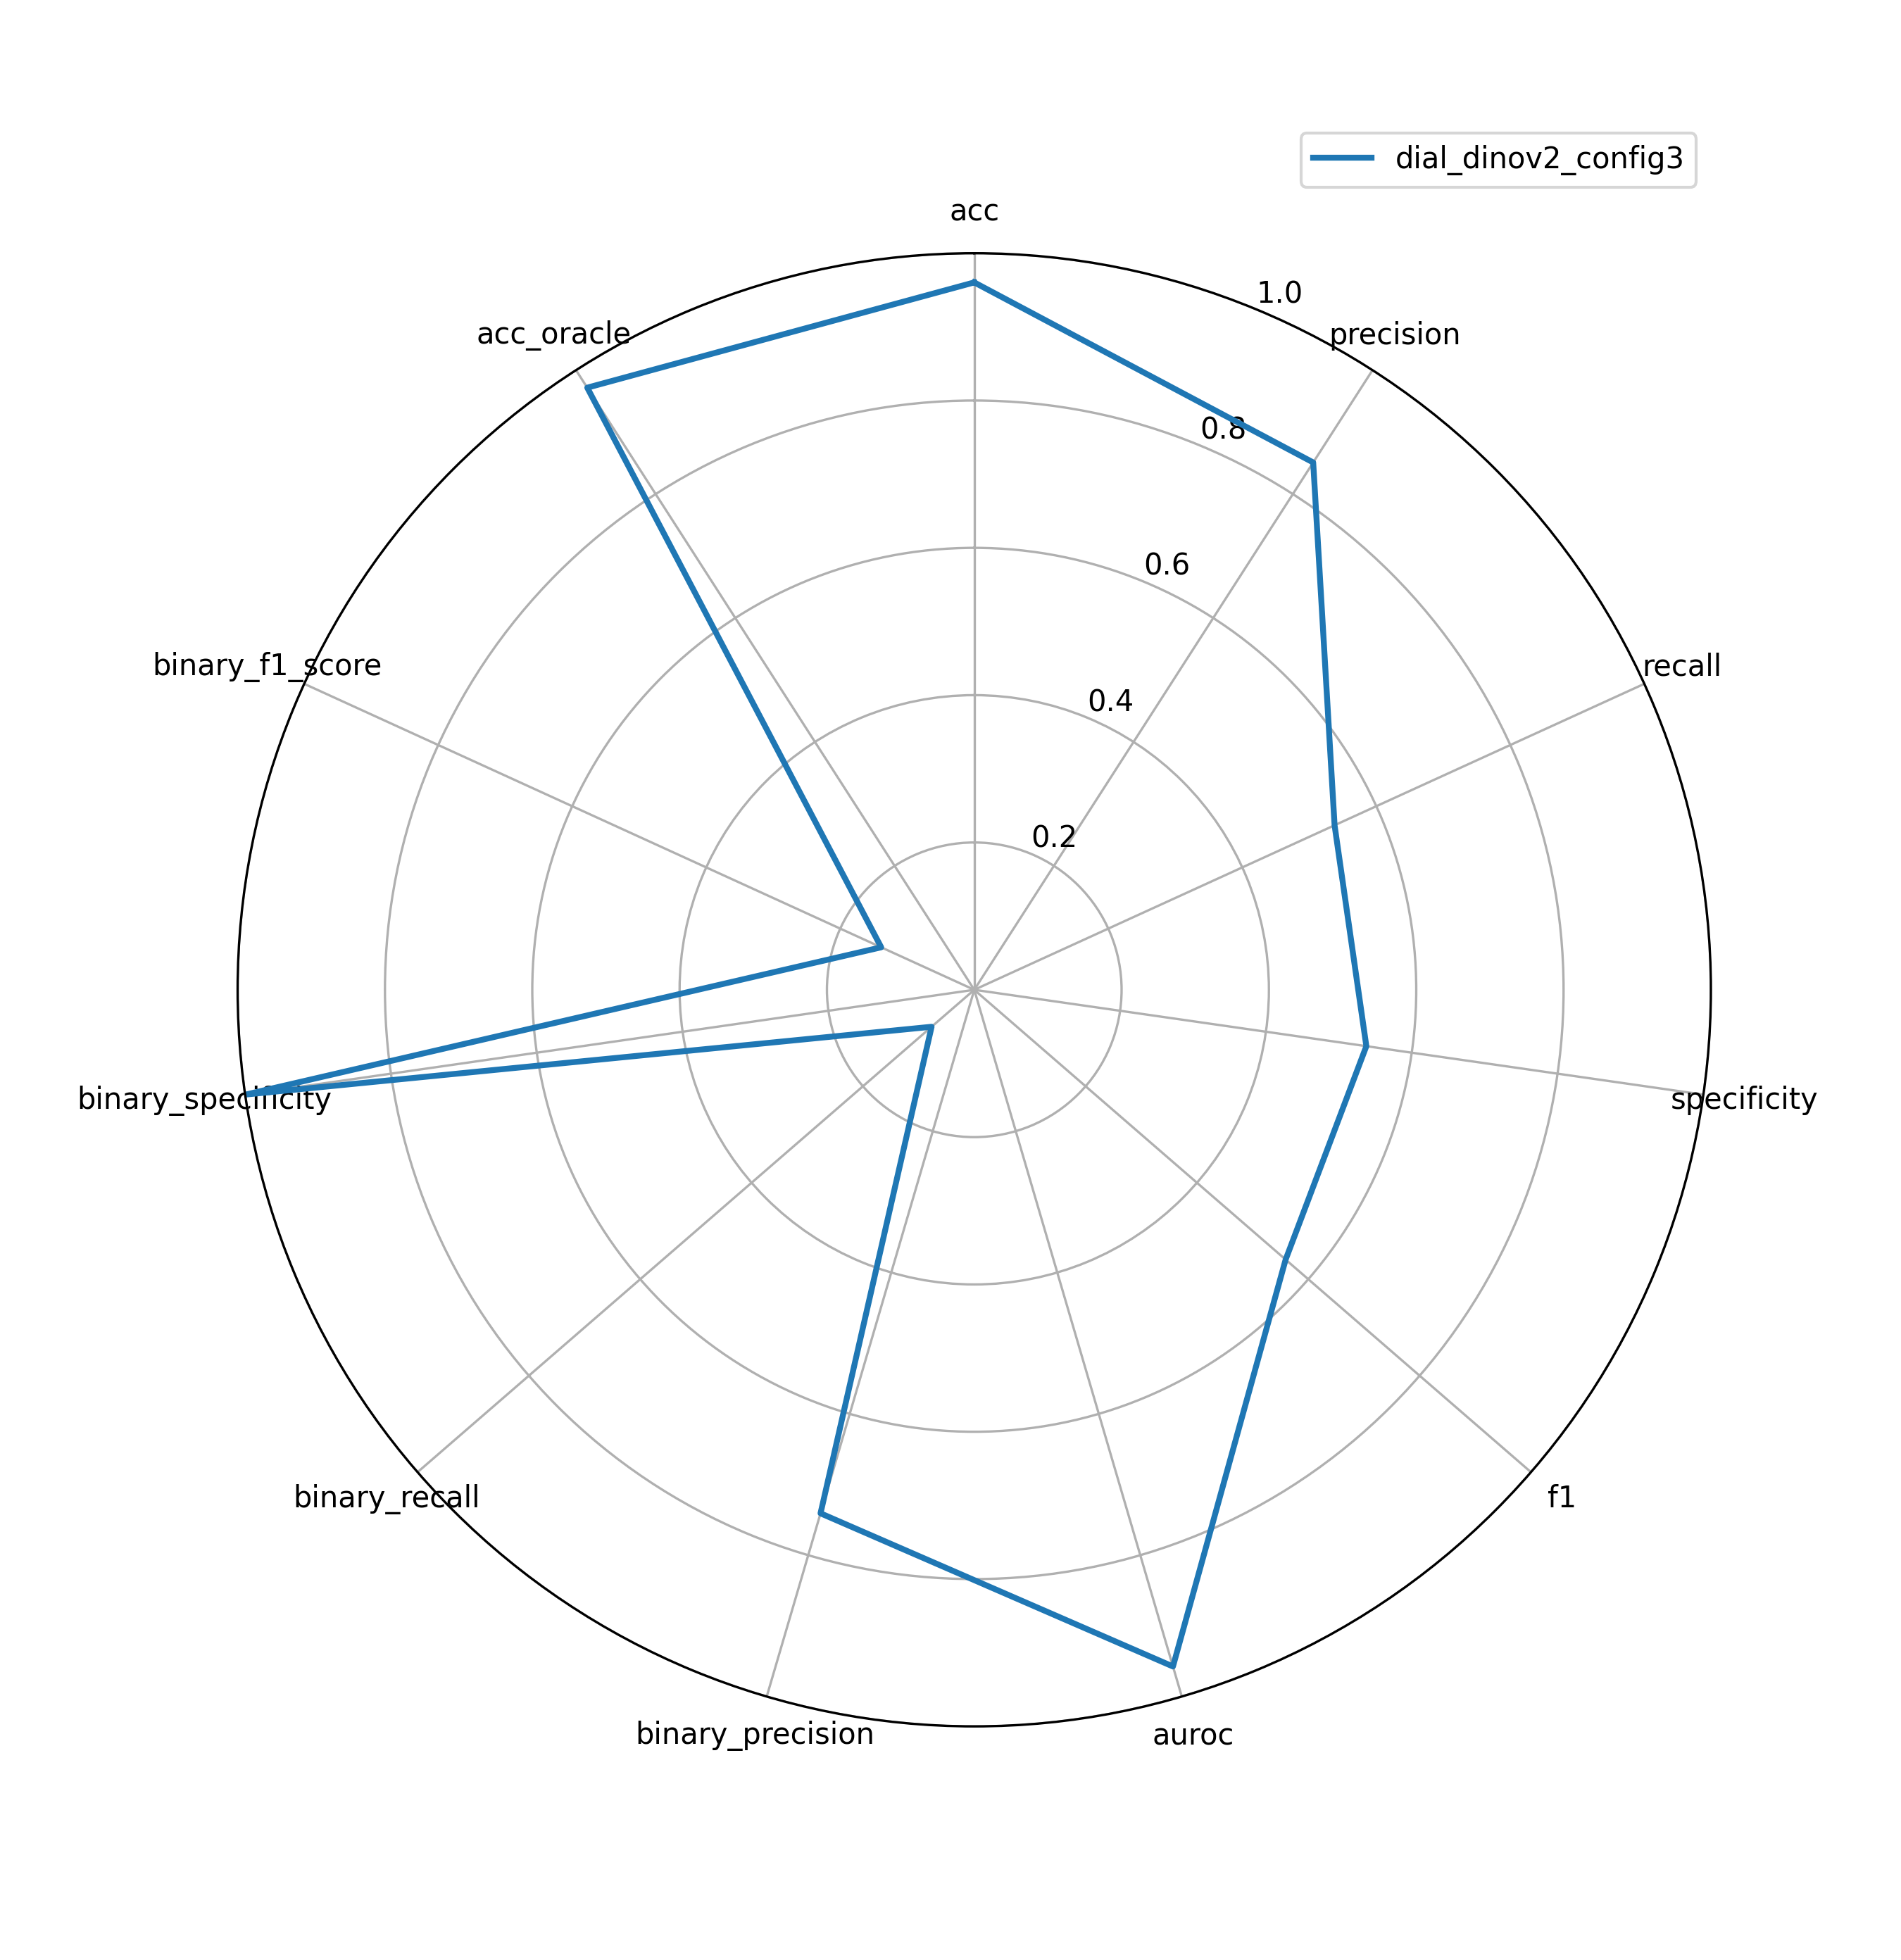 dial_dinov2_config3
acc
1.0
acc_oracle
precision
0.8
0.6
binary_f1_score
recall
0.4
0.2
binary_specificity
specificity
binary_recall
f1
binary_precision
auroc